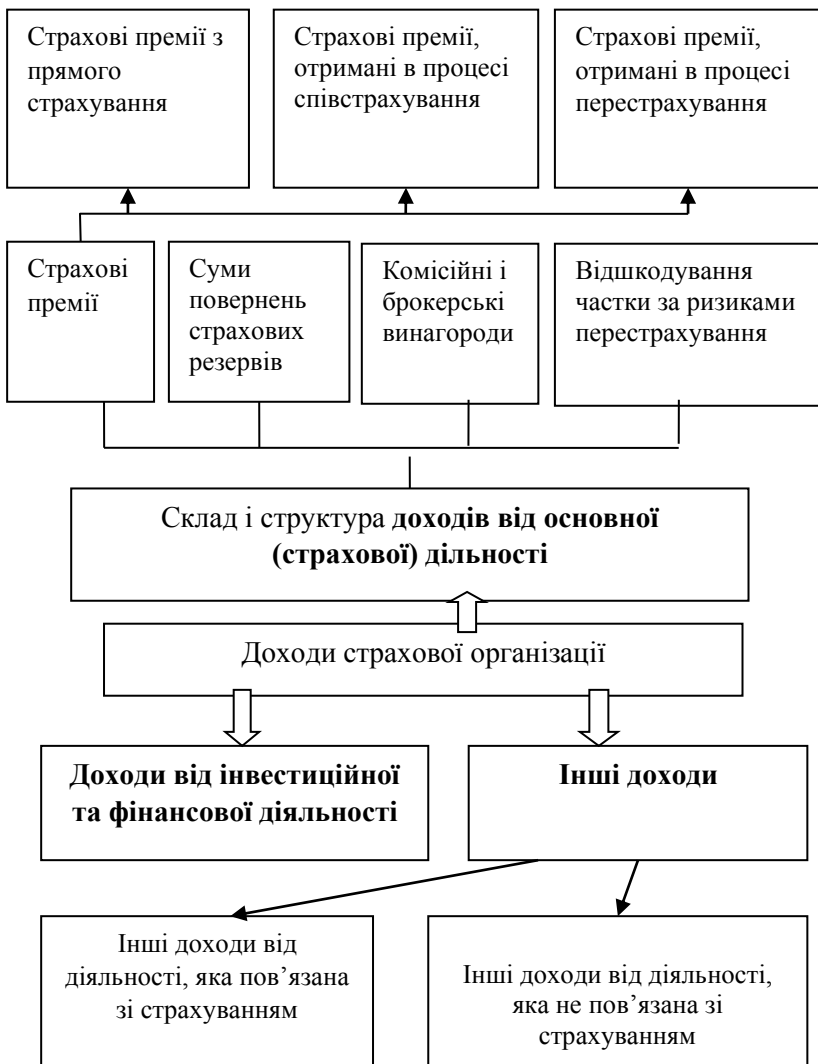 Страхові премії з
прямого
страхування
Страхові премії,
отримані в процесі
співстрахування
Страхові премії,
отримані в процесі
перестрахування
Страхові
премії
Суми
повернень
страхових
резервів
Комісійні і
брокерські
винагороди
Відшкодування
частки за ризиками
перестрахування
Склад і структура доходів від основної
(страхової) дільності
Доходи страхової організації
Доходи від інвестиційної
та фінансової діяльності
Інші доходи
Інші доходи від
діяльності, яка пов’язана
зі страхуванням
Інші доходи від діяльності,
яка не пов’язана зі
страхуванням